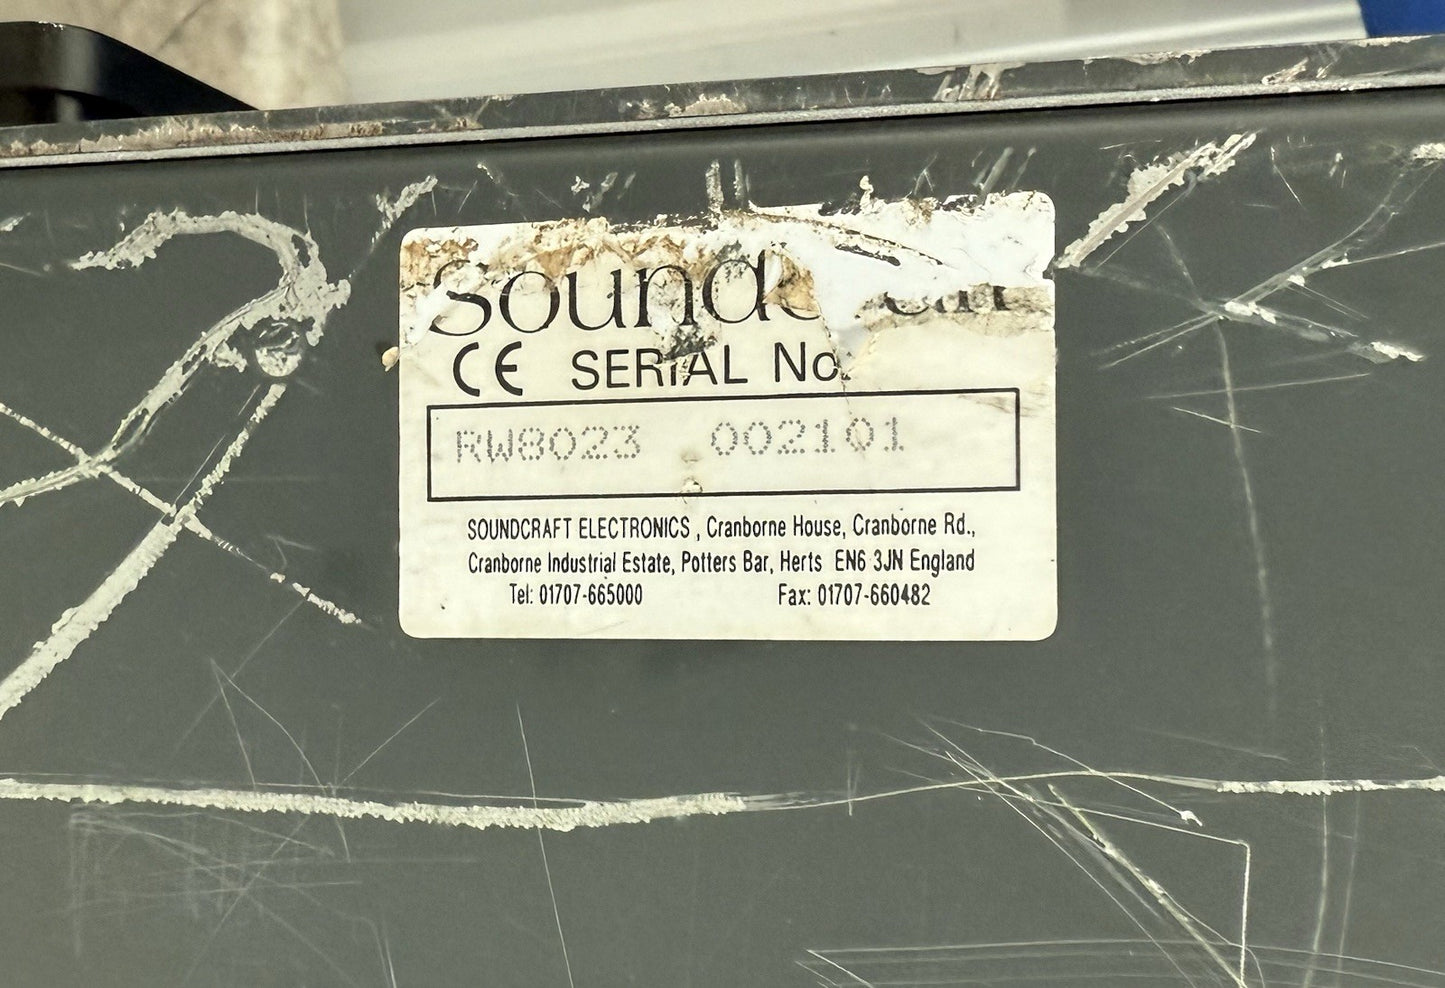 Soundcraft
CE SERIAL No.
RW8023 002101
SOUNDCRAFT ELECTRONICS , Cranborne House, Cranborne Rd.,
Cranborne Industrial Estate, Potters Bar, Herts EN6 3JN England
Tel: 01707-665000 Fax: 01707-660482